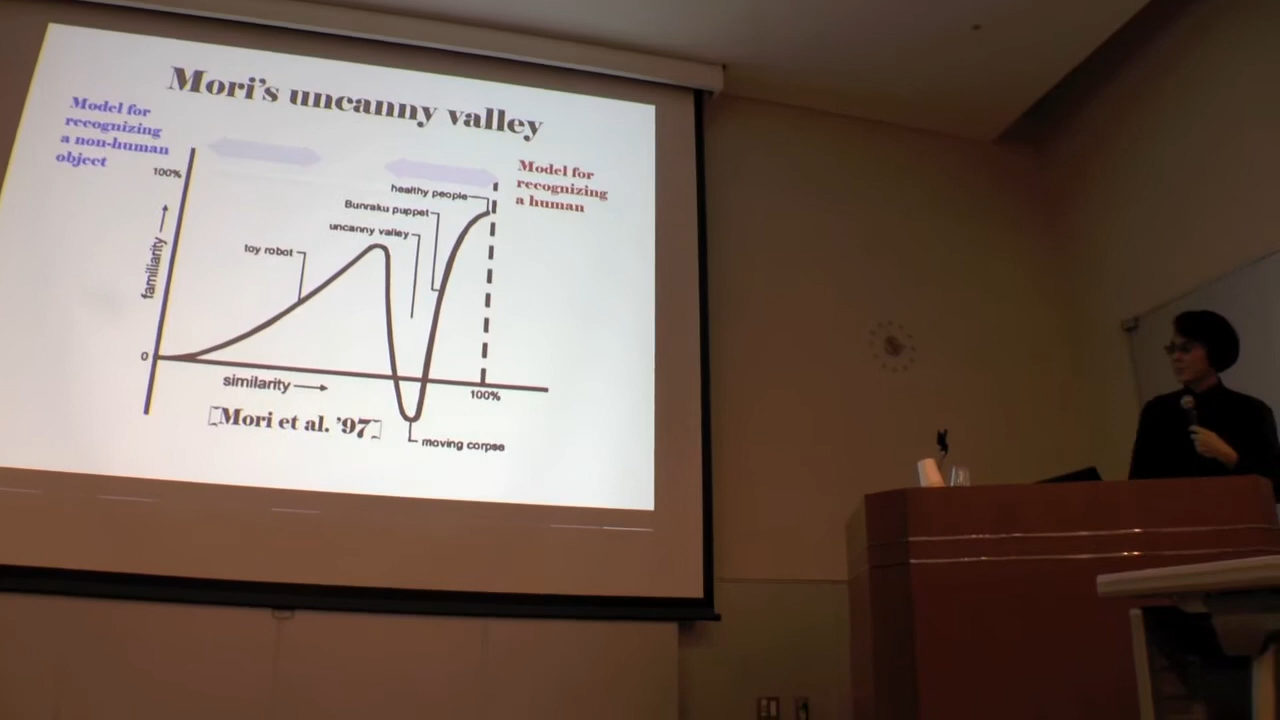 Mori's uncanny valley
Model for
recognizing
a non-human
object
100%
Model for
recognizing
a human
healthy people
Bunraku puppet
uncanny valley
toy robot
familiarity
0
similarity
100%
[Mori et al. '97]
moving corpse